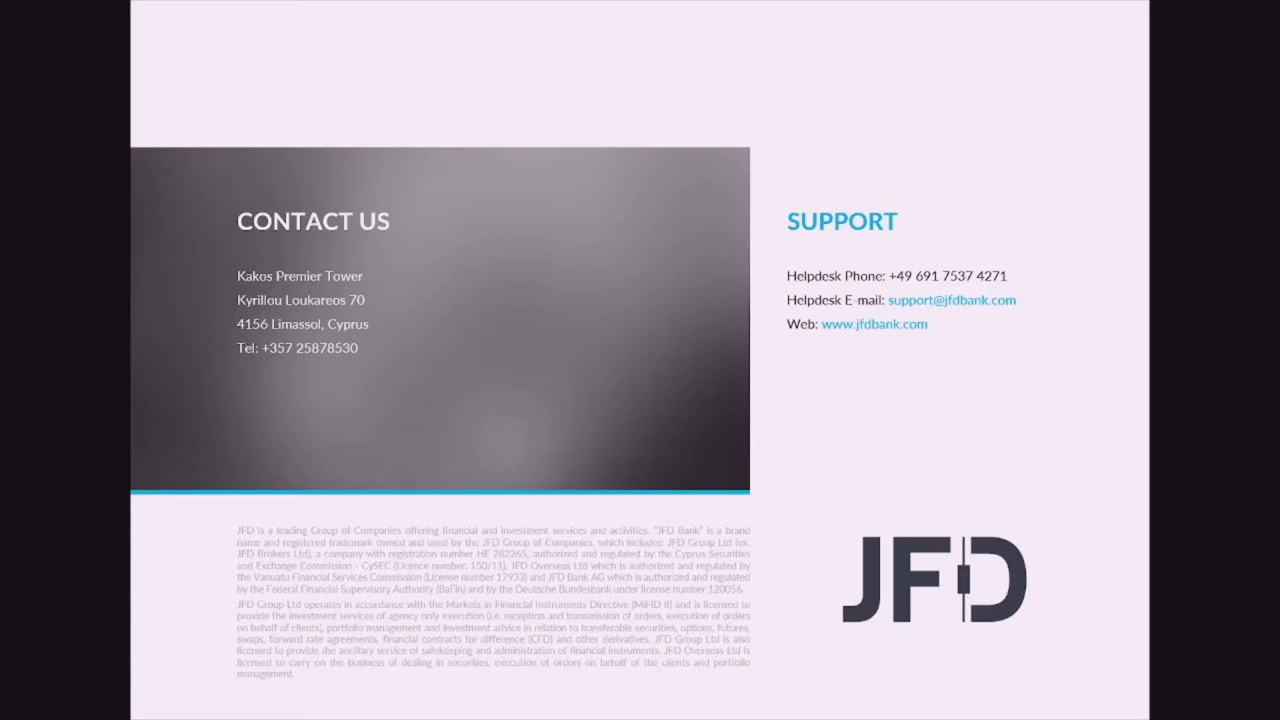 CONTACT US
Kakos Premier Tower
Kyrillou Loukareos 70
4156 Limassol, Cyprus
Tel: +357 25878530
SUPPORT
Helpdesk Phone: +49 691 7537 4271
Helpdesk E-mail: support@jfdbank.com
Web: www.jfdbank.com
JFD is a leading Group of Companies offering financial and investment services and activities. "JFD Bank" is a brand
name and registered trademark owned and used by the JFD Group of Companies, which includes: JFD Group Ltd (ex.
JFD Brokers Ltd), a company with registration number HE 282265, authorized and regulated by the Cyprus Securities
and Exchange Commission - CySEC (Licence number: 150/11), JFD Overseas Ltd which is authorized and regulated by
the Vanuatu Financial Services Commission (License number 17933) and JFD Bank AG which is authorized and regulated
by the Federal Financial Supervisory Authority (BaFin) and by the Deutsche Bundesbank under license number 120056.
JFD Group Ltd operates in accordance with the Markets in Financial Instruments Directive (MiFID II) and is licensed to
provide the investment services of agency only execution (i.e. reception and transmission of orders, execution of orders
on behalf of clients), portfolio management and investment advice in relation to transferable securities, options, futures,
swaps, forward rate agreements, financial contracts for difference (CFD) and other derivatives. JFD Group Ltd is also
licensed to provide the ancillary service of safekeeping and administration of financial instruments. JFD Overseas Ltd is
licensed to carry on the business of dealing in securities, execution of orders on behalf of the clients and portfolio
management.
JFD